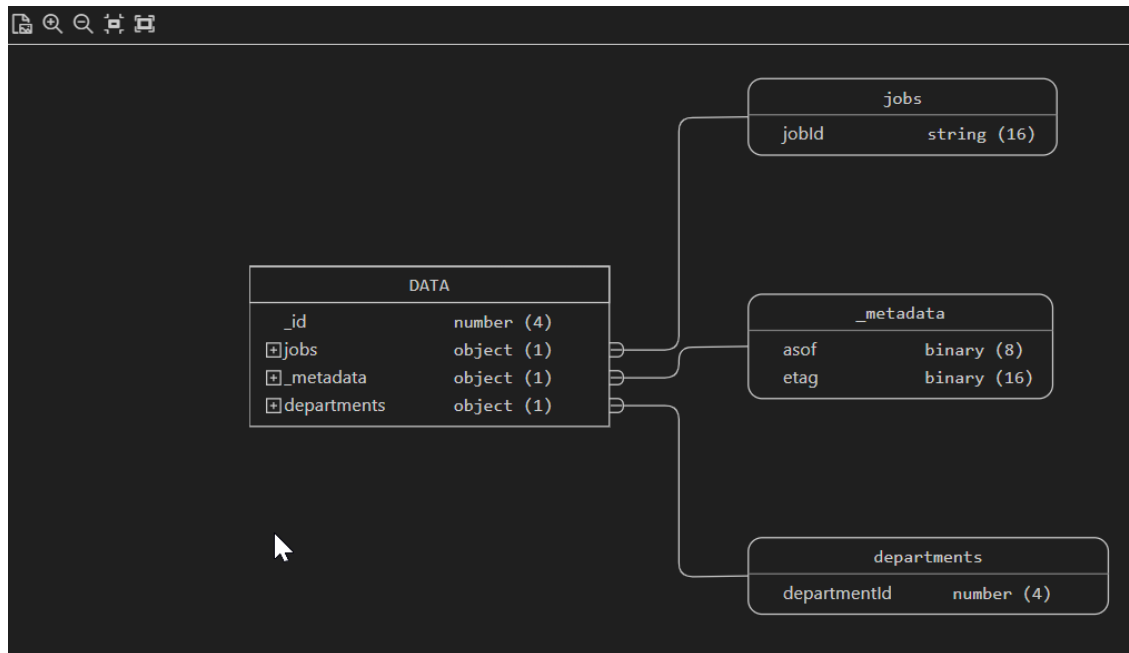 jobs
jobId string (16)
DATA
_id number (4)
jobs object (1)
_metadata object (1)
departments object (1)
_metadata
asof binary (8)
etag binary (16)
departments
departmentId number (4)